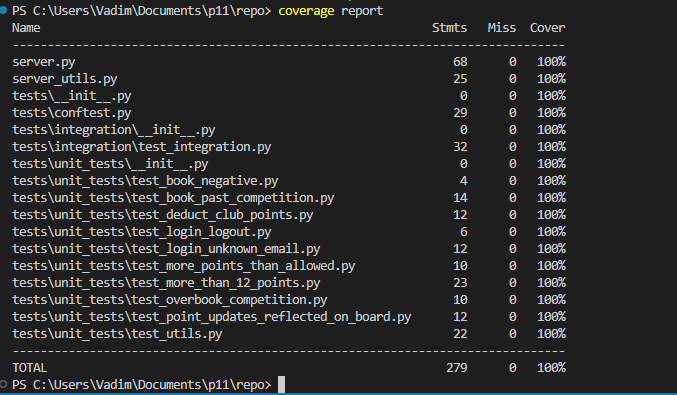 PS C:\Users\Vadim\Documents\p11\repo> coverage report
Name Stmts Miss Cover
-----------------------------------------------------------------------
server.py 68 0 100%
server_utils.py 25 0 100%
tests\__init__.py 0 0 100%
tests\conftest.py 29 0 100%
tests\integration\__init__.py 0 0 100%
tests\integration\test_integration.py 32 0 100%
tests\unit_tests\__init__.py 0 0 100%
tests\unit_tests\test_book_negative.py 4 0 100%
tests\unit_tests\test_book_past_competition.py 14 0 100%
tests\unit_tests\test_deduct_club_points.py 12 0 100%
tests\unit_tests\test_login_logout.py 6 0 100%
tests\unit_tests\test_login_unknown_email.py 12 0 100%
tests\unit_tests\test_more_points_than_allowed.py 10 0 100%
tests\unit_tests\test_more_than_12_points.py 23 0 100%
tests\unit_tests\test_overbook_competition.py 10 0 100%
tests\unit_tests\test_point_updates_reflected_on_board.py 12 0 100%
tests\unit_tests\test_utils.py 22 0 100%
-----------------------------------------------------------------------
TOTAL 279 0 100%
PS C:\Users\Vadim\Documents\p11\repo>